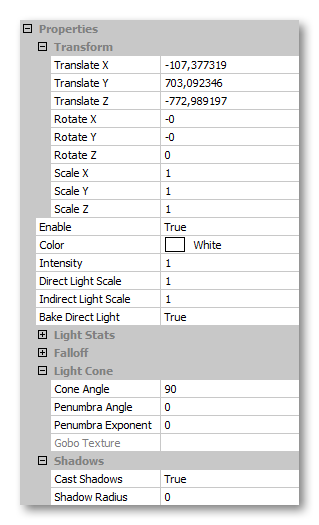 Properties
Transform
Translate X -107,377319
Translate Y 703,092346
Translate Z -772,989197
Rotate X -0
Rotate Y -0
Rotate Z 0
Scale X 1
Scale Y 1
Scale Z 1
Enable True
Color White
Intensity 1
Direct Light Scale 1
Indirect Light Scale 1
Bake Direct Light True
Light Stats
Falloff
Light Cone
Cone Angle 90
Penumbra Angle 0
Penumbra Exponent 0
Gobo Texture
Shadows
Cast Shadows True
Shadow Radius 0